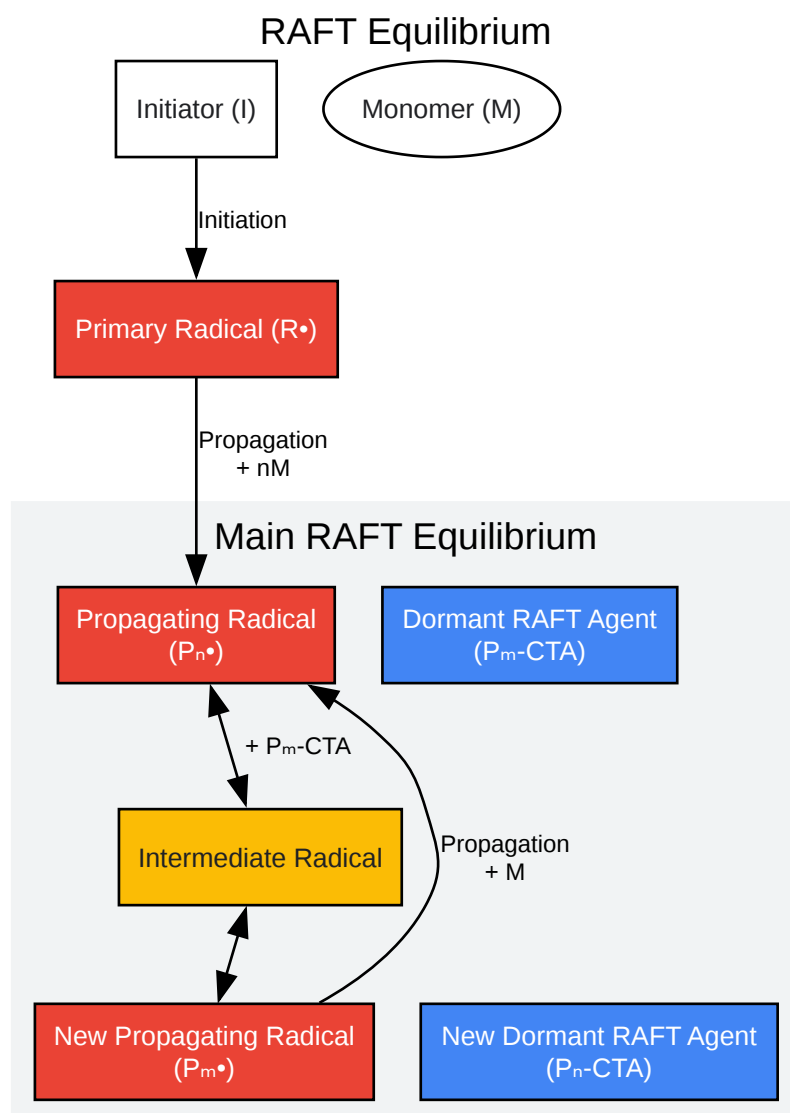 RAFT Equilibrium
Initiator (I)
Monomer (M)
Initiation
Primary Radical (R•)
Propagation
+ nM
Main RAFT Equilibrium
Propagating Radical
(Pₙ•)
Dormant RAFT Agent
(Pₘ-CTA)
+ Pₘ-CTA
Intermediate Radical
Propagation
+ M
New Propagating Radical
(Pₘ•)
New Dormant RAFT Agent
(Pₙ-CTA)